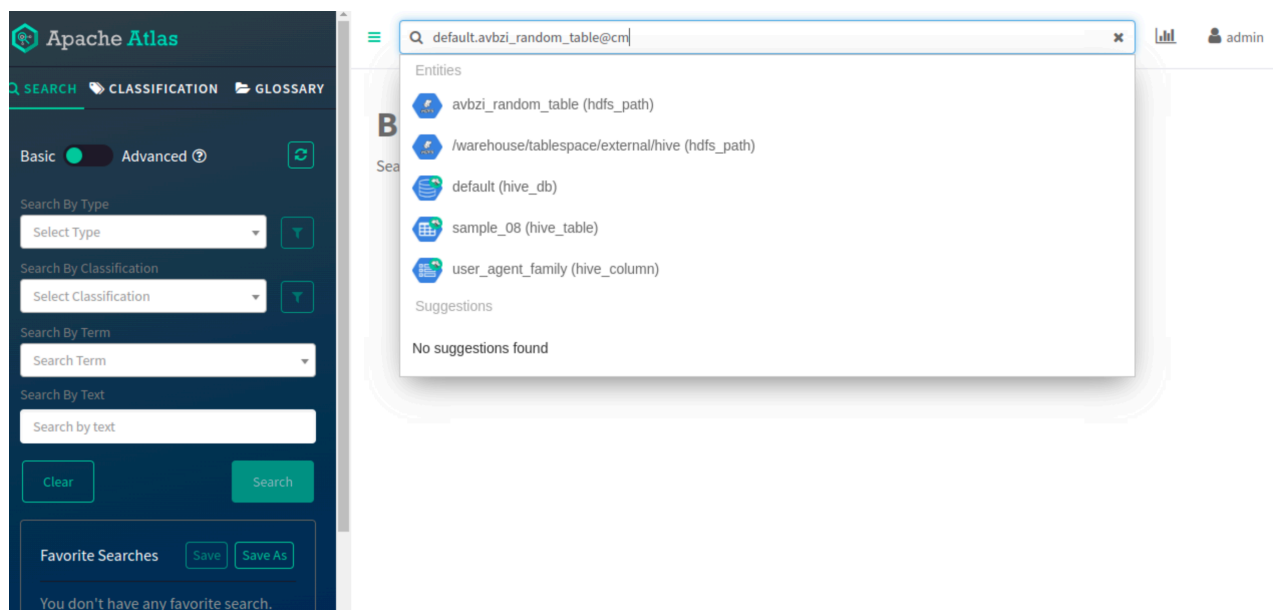 Apache Atlas
default.avbzi_random_table@cm
admin
SEARCH CLASSIFICATION GLOSSARY
Entities
avbzi_random_table (hdfs_path)
/warehouse/tablespace/external/hive (hdfs_path)
default (hive_db)
sample_08 (hive_table)
user_agent_family (hive_column)
Suggestions
No suggestions found
B
Sea
Basic Advanced
Search By Type
Select Type
Search By Classification
Select Classification
Search By Term
Search Term
Search By Text
Search by text
Clear Search
Favorite Searches Save Save As
You don't have any favorite search.